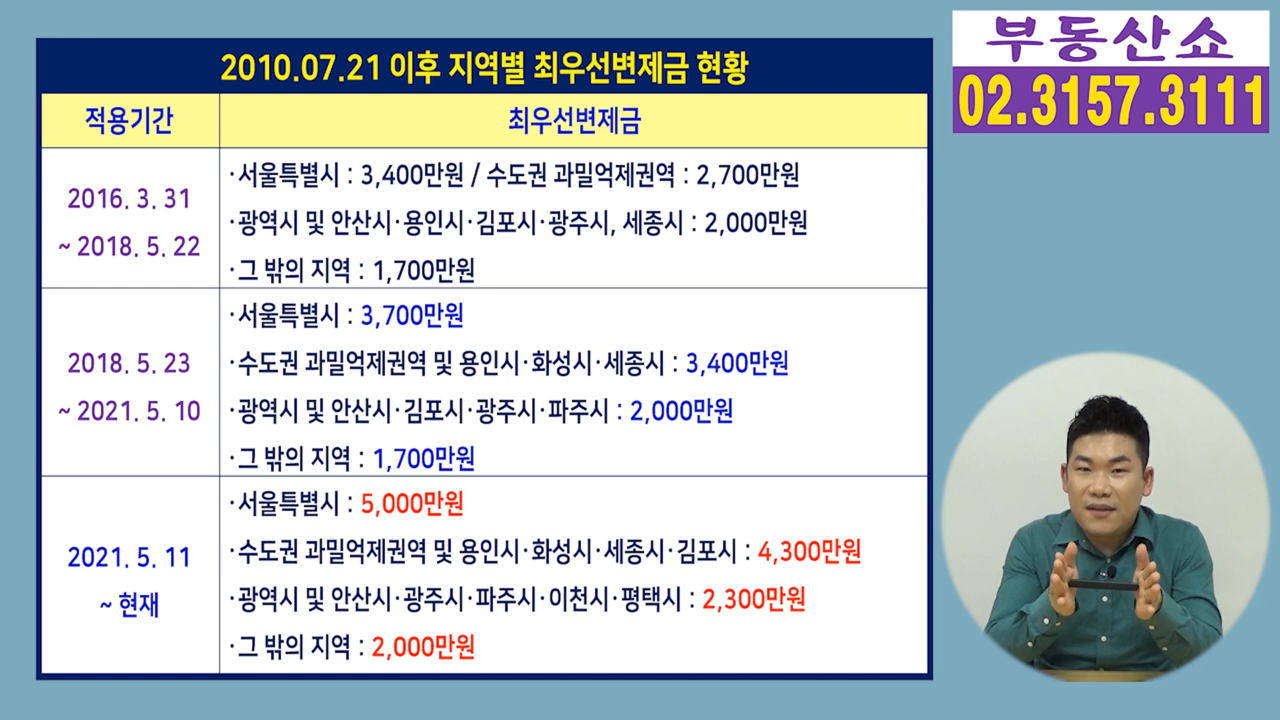 2010.07.21 이후 지역별 최우선변제금 현황
부동산쇼
02.3157.3111
적용기간
최우선변제금
2016. 3. 31
~ 2018. 5. 22
·서울특별시 : 3,400만원 / 수도권 과밀억제권역 : 2,700만원
·광역시 및 안산시·용인시·김포시·광주시, 세종시 : 2,000만원
·그 밖의 지역 : 1,700만원
2018. 5. 23
~ 2021. 5. 10
·서울특별시 : 3,700만원
·수도권 과밀억제권역 및 용인시·화성시·세종시 : 3,400만원
·광역시 및 안산시·김포시·광주시·파주시 : 2,000만원
·그 밖의 지역 : 1,700만원
2021. 5. 11
~ 현재
·서울특별시 : 5,000만원
·수도권 과밀억제권역 및 용인시·화성시·세종시·김포시 : 4,300만원
·광역시 및 안산시·광주시·파주시·이천시·평택시 : 2,300만원
·그 밖의 지역 : 2,000만원